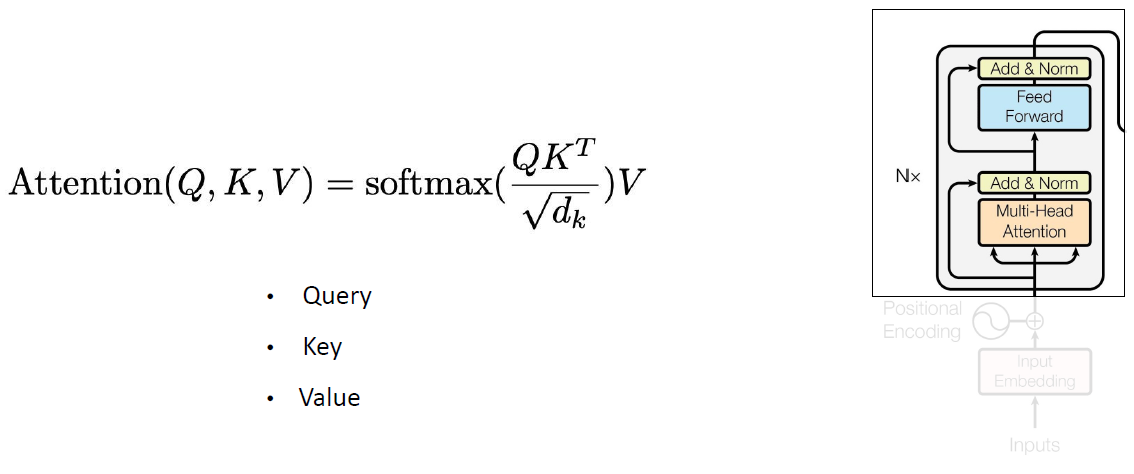 Attention(Q, K, V) = softmax(QK^T / √d_k)V
• Query
• Key
• Value
Add & Norm
Feed
Forward
Nx
Add & Norm
Multi-Head
Attention
Positional
Encoding
Input
Embedding
Inputs